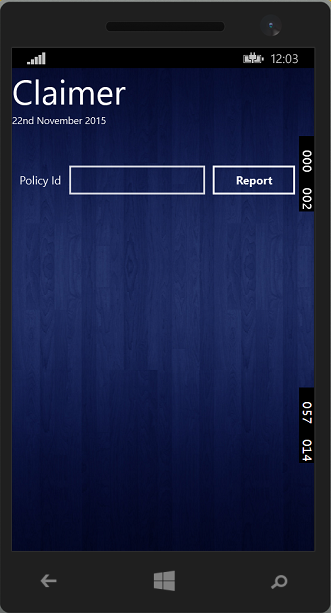 12:03
Claimer
22nd November 2015
Policy Id
Report
000 002
057 014